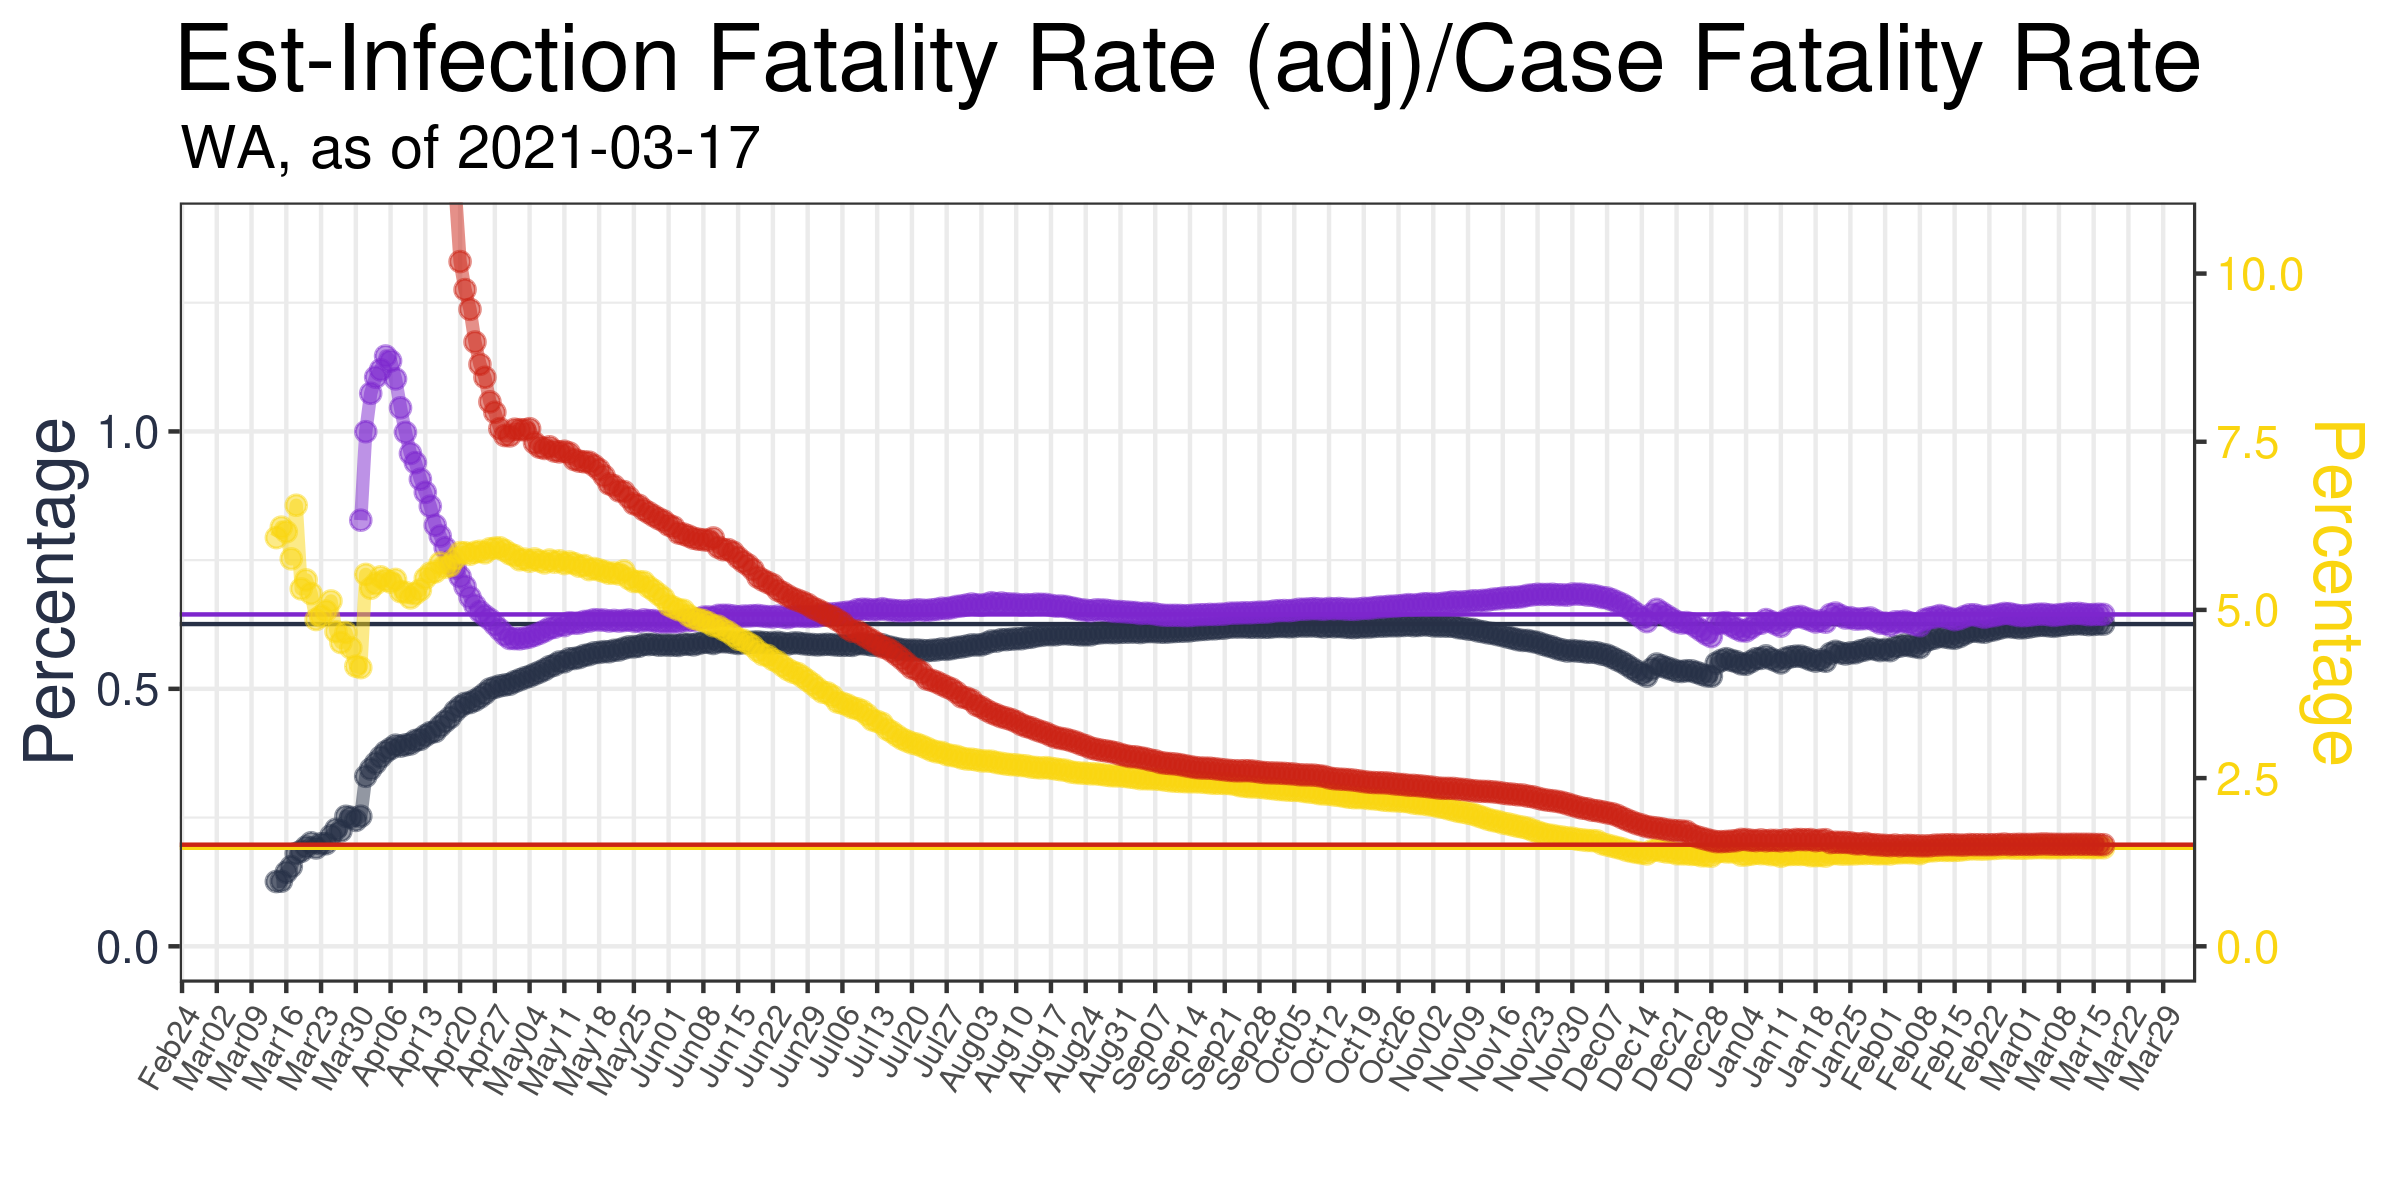 Est-Infection Fatality Rate (adj)/Case Fatality Rate
WA, as of 2021-03-17
Percentage
1.0
0.5
0.0
10.0
7.5
5.0
2.5
0.0
Percentage
Feb24
Mar02
Mar09
Mar16
Mar23
Mar30
Apr06
Apr13
Apr20
Apr27
May04
May11
May18
May25
Jun01
Jun08
Jun15
Jun22
Jun29
Jul06
Jul13
Jul20
Jul27
Aug03
Aug10
Aug17
Aug24
Aug31
Sep07
Sep14
Sep21
Sep28
Oct05
Oct12
Oct19
Oct26
Nov02
Nov09
Nov16
Nov23
Nov30
Dec07
Dec14
Dec21
Dec28
Jan04
Jan11
Jan18
Jan25
Feb01
Feb08
Feb15
Feb22
Mar01
Mar08
Mar15
Mar22
Mar29